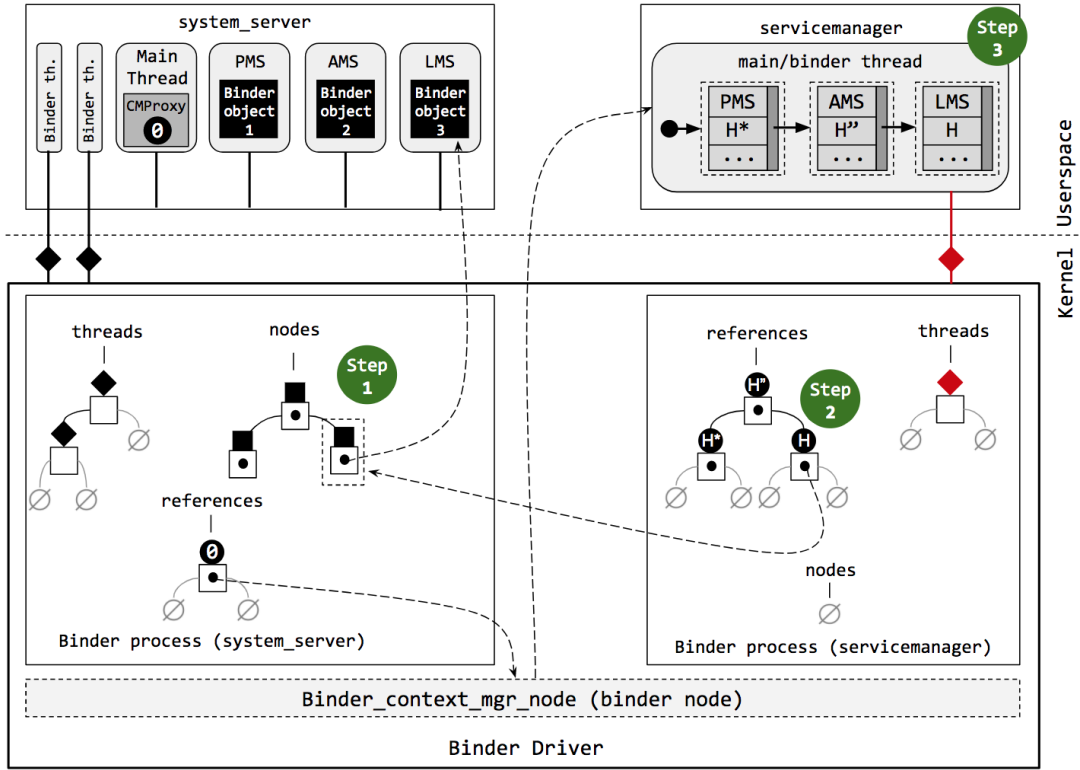 system_server
Binder th.
Binder th.
Main
Thread
CMProxy
0
PMS
Binder
object
1
AMS
Binder
object
2
LMS
Binder
object
3
servicemanager
Step
3
main/binder thread
PMS
H*
...
AMS
H”
...
LMS
H
...
Userspace
Kernel
threads
nodes
Step
1
references
0
Binder process (system_server)
references
H”
Step
2
H*
H
threads
nodes
Binder process (servicemanager)
Binder_context_mgr_node (binder node)
Binder Driver